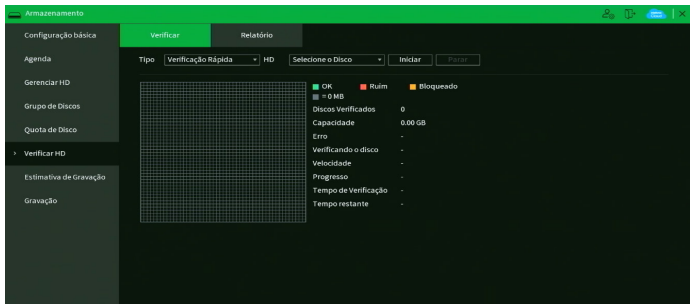 Armazenamento
Configuração básica
Agenda
Gerenciar HD
Grupo de Discos
Quota de Disco
Verificar HD
Estimativa de Gravação
Gravação
Verificar Relatório
Tipo Verificação Rápida HD Selecione o Disco Iniciar Parar
OK Ruim Bloqueado
= 0 MB
Discos Verificados 0
Capacidade 0.00 GB
Erro -
Verificando o disco -
Velocidade -
Progresso -
Tempo de Verificação -
Tempo restante -